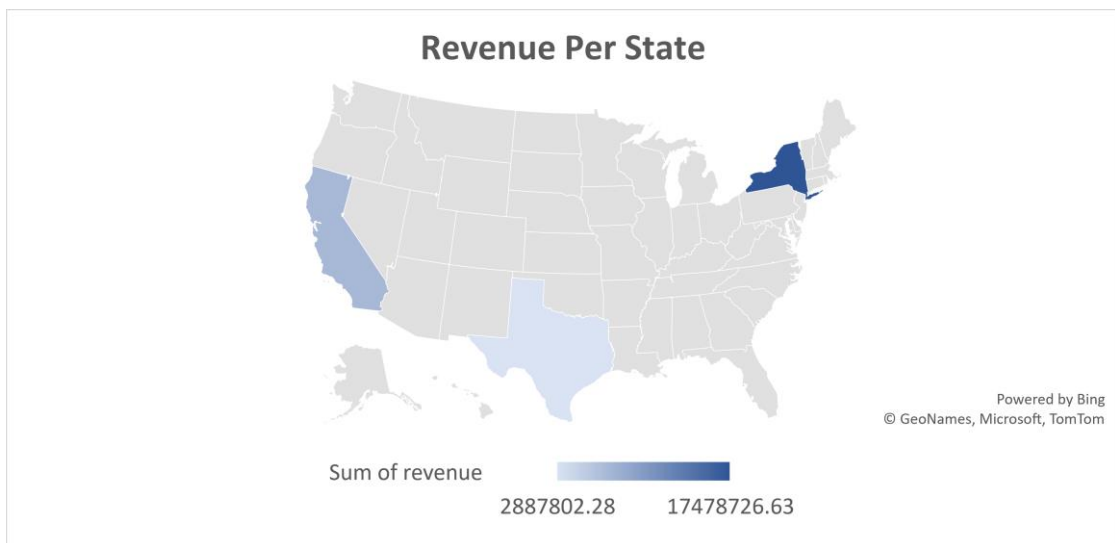 Revenue Per State
Powered by Bing
© GeoNames, Microsoft, TomTom
Sum of revenue
2887802.28 17478726.63